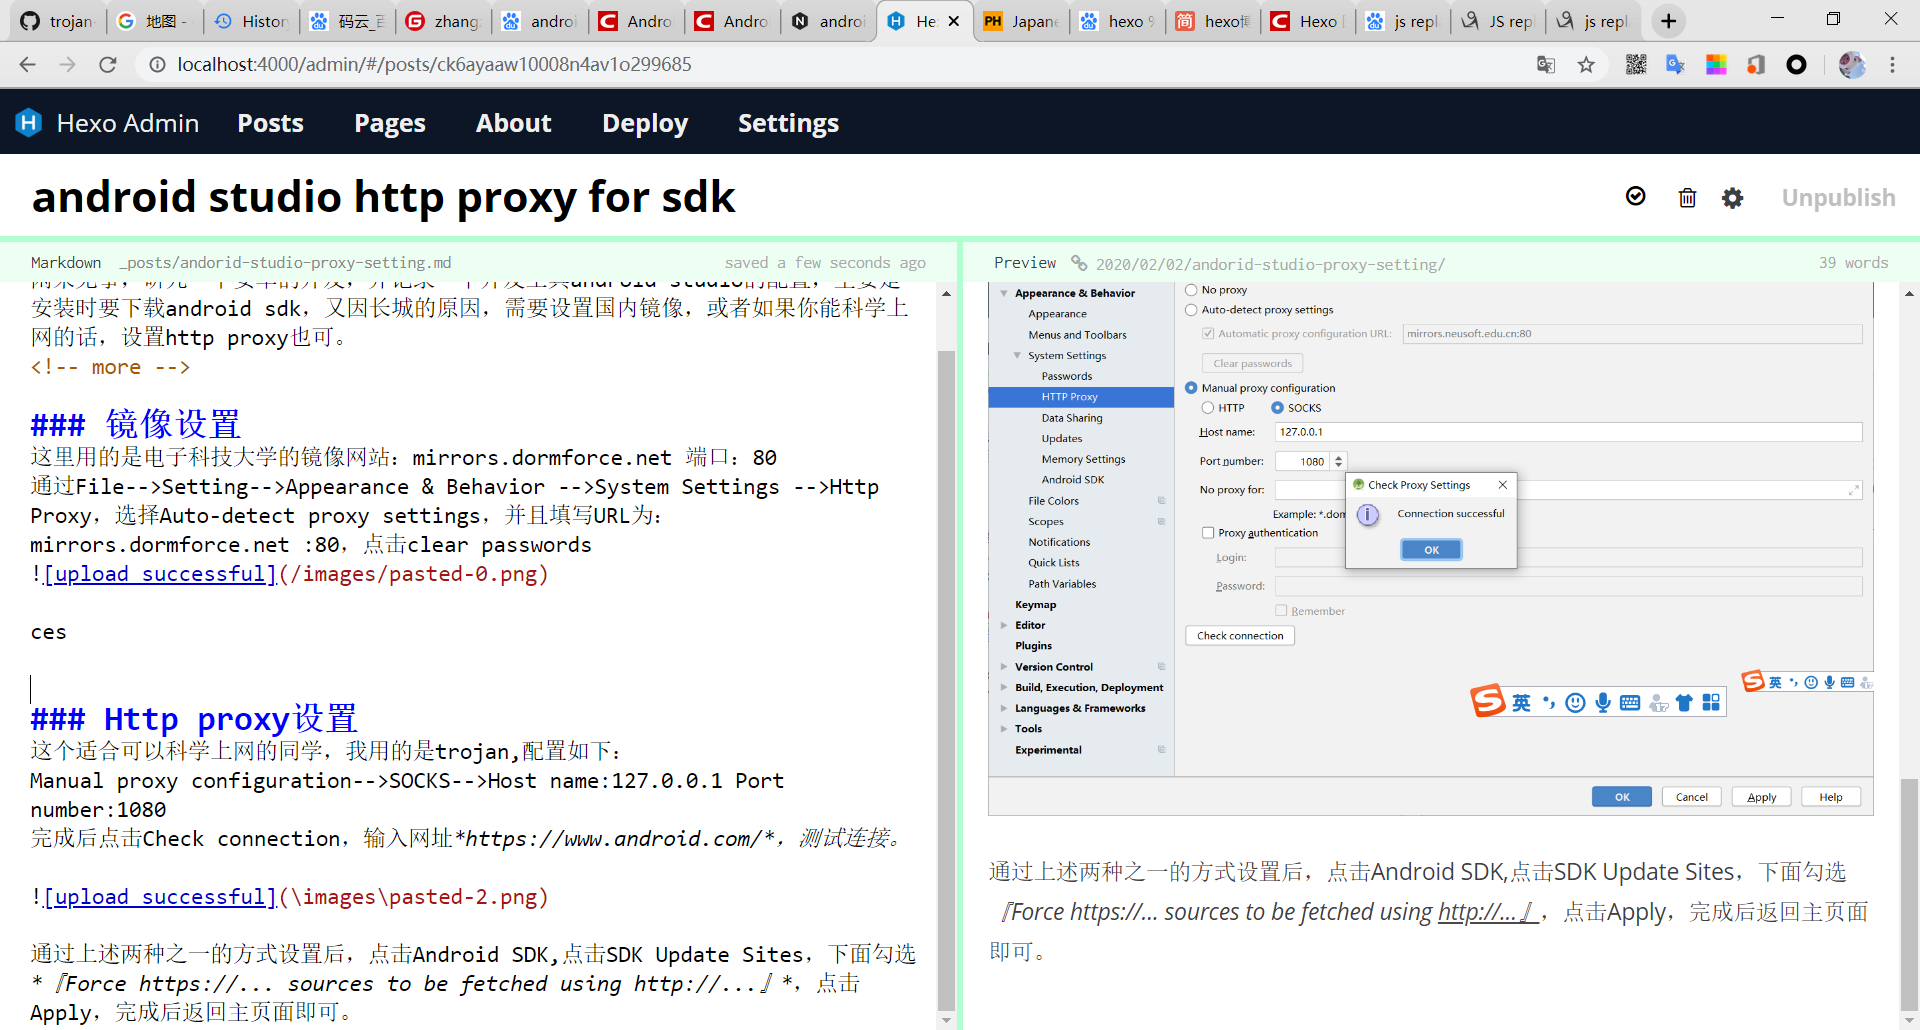 trojan-
地图 -
History
码云_百
zhang
androi
Andro
Andro
androi
Hex
Japane
hexo
hexo博
Hexo
js repl
JS rep
js repl
localhost:4000/admin/#/posts/ck6ayaaw10008n4av1o299685
Hexo Admin Posts Pages About Deploy Settings
android studio http proxy for sdk
Unpublish
Markdown _posts/andorid-studio-proxy-setting.md saved a few seconds ago
安装时要下载android sdk，又因长城的原因，需要设置国内镜像，或者如果你能科学上
网的话，设置http proxy也可。
<!-- more -->
### 镜像设置
这里用的是电子科技大学的镜像网站：mirrors.dormforce.net 端口：80
通过File-->Setting-->Appearance & Behavior -->System Settings -->Http
Proxy，选择Auto-detect proxy settings，并且填写URL为：
mirrors.dormforce.net :80，点击clear passwords
![upload successful](/images/pasted-0.png)
ces
### Http proxy设置
这个适合可以科学上网的同学，我用的是trojan,配置如下：
Manual proxy configuration-->SOCKS-->Host name:127.0.0.1 Port
number:1080
完成后点击Check connection，输入网址*https://www.android.com/*，测试连接。
![upload successful](\images\pasted-2.png)
通过上述两种之一的方式设置后，点击Android SDK,点击SDK Update Sites，下面勾选
*『Force https://... sources to be fetched using http://...』*，点击
Apply，完成后返回主页面即可。
Preview 2020/02/02/andorid-studio-proxy-setting/ 39 words
Appearance & Behavior
Appearance
Menus and Toolbars
System Settings
Passwords
HTTP Proxy
Data Sharing
Updates
Memory Settings
Android SDK
File Colors
Scopes
Notifications
Quick Lists
Path Variables
Keymap
Editor
Plugins
Version Control
Build, Execution, Deployment
Languages & Frameworks
Tools
Experimental
No proxy
Auto-detect proxy settings
Automatic proxy configuration URL: mirrors.neusoft.edu.cn:80
Clear passwords
Manual proxy configuration
HTTP SOCKS
Host name: 127.0.0.1
Port number: 1080
No proxy for:
Example: *.dom
Proxy authentication
Login:
Password:
Remember
Check connection
Check Proxy Settings
Connection successful
OK
英
英
OK Cancel Apply Help
通过上述两种之一的方式设置后，点击Android SDK,点击SDK Update Sites，下面勾选
『Force https://... sources to be fetched using http://...』，点击Apply，完成后返回主页面
即可。